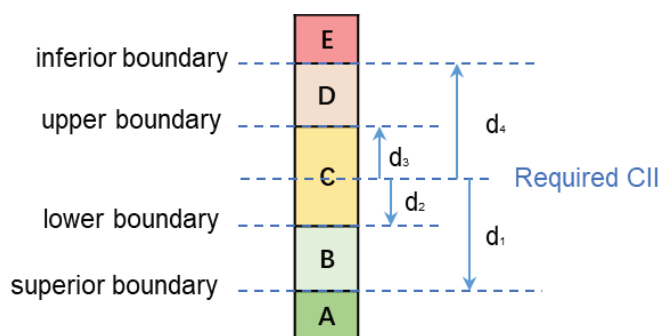 E
inferior boundary
D
upper boundary
d₄
d₃
C
Required CII
d₂
lower boundary
d₁
B
superior boundary
A